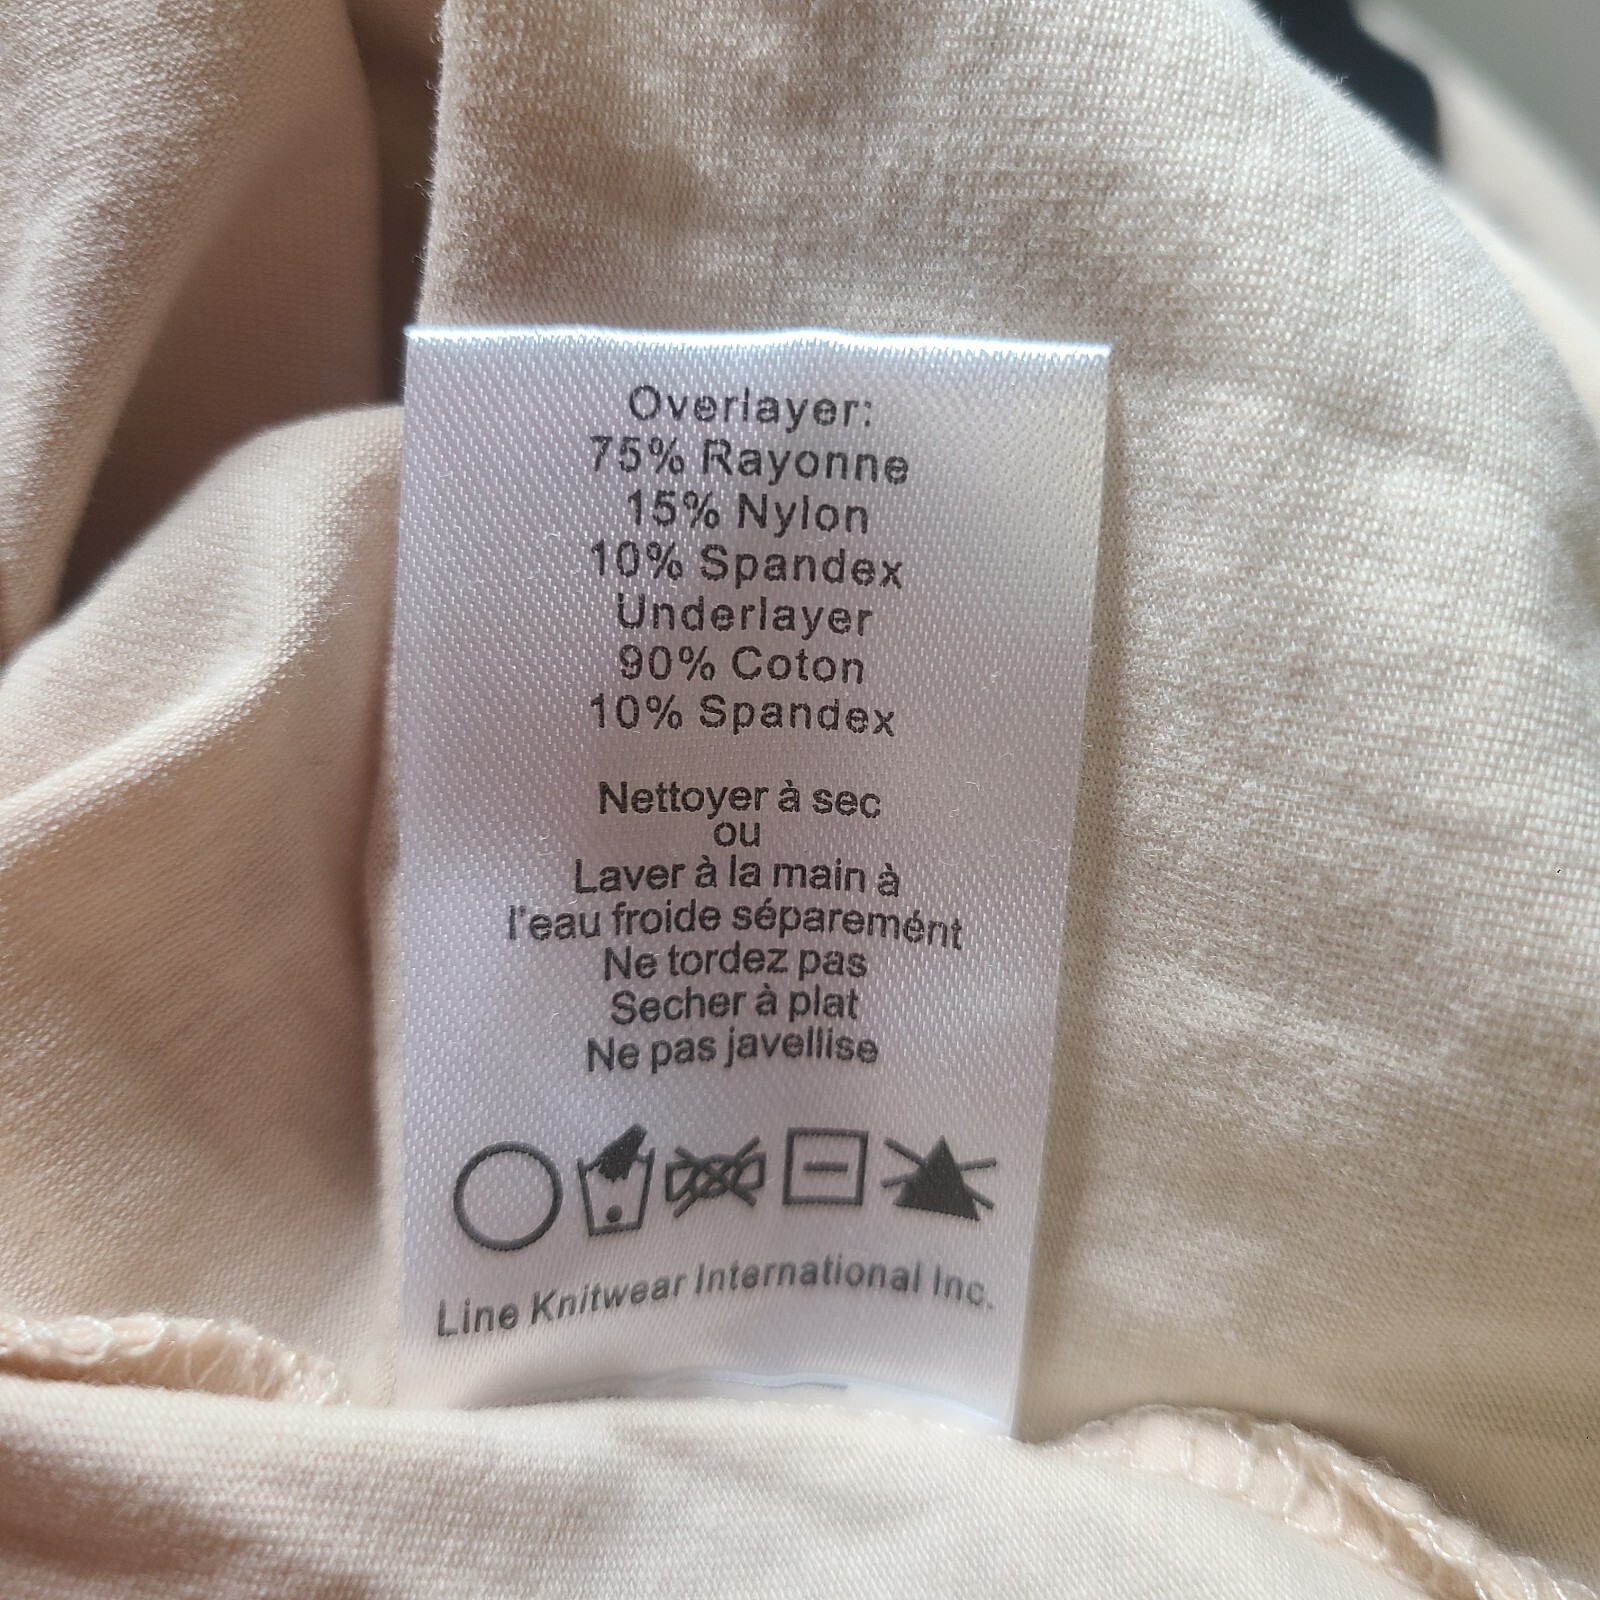 Overlayer:
75% Rayonne
15% Nylon
10% Spandex
Underlayer
90% Coton
10% Spandex
Nettoyer à sec
ou
Laver à la main à
l'eau froide séparemént
Ne tordez pas
Secher à plat
Ne pas javellise
Line Knitwear International Inc.